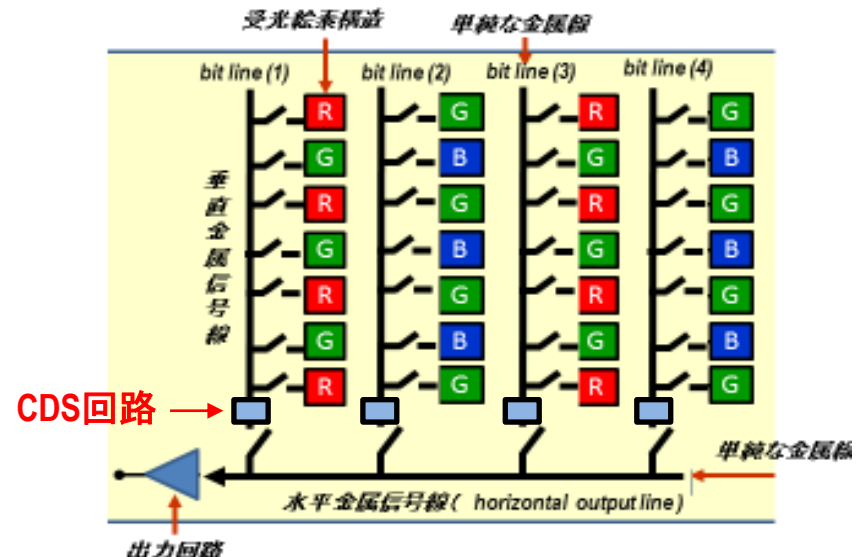 受光絵素構造
単純な金属線
bit line (1)
bit line (2)
bit line (3)
bit line (4)
R G R G
G B G B
R G R G
G B G B
R G R G
G B G B
R G R G
垂直金属信号線
CDS回路
単純な金属線
水平金属信号線( horizontal output line)
出力回路